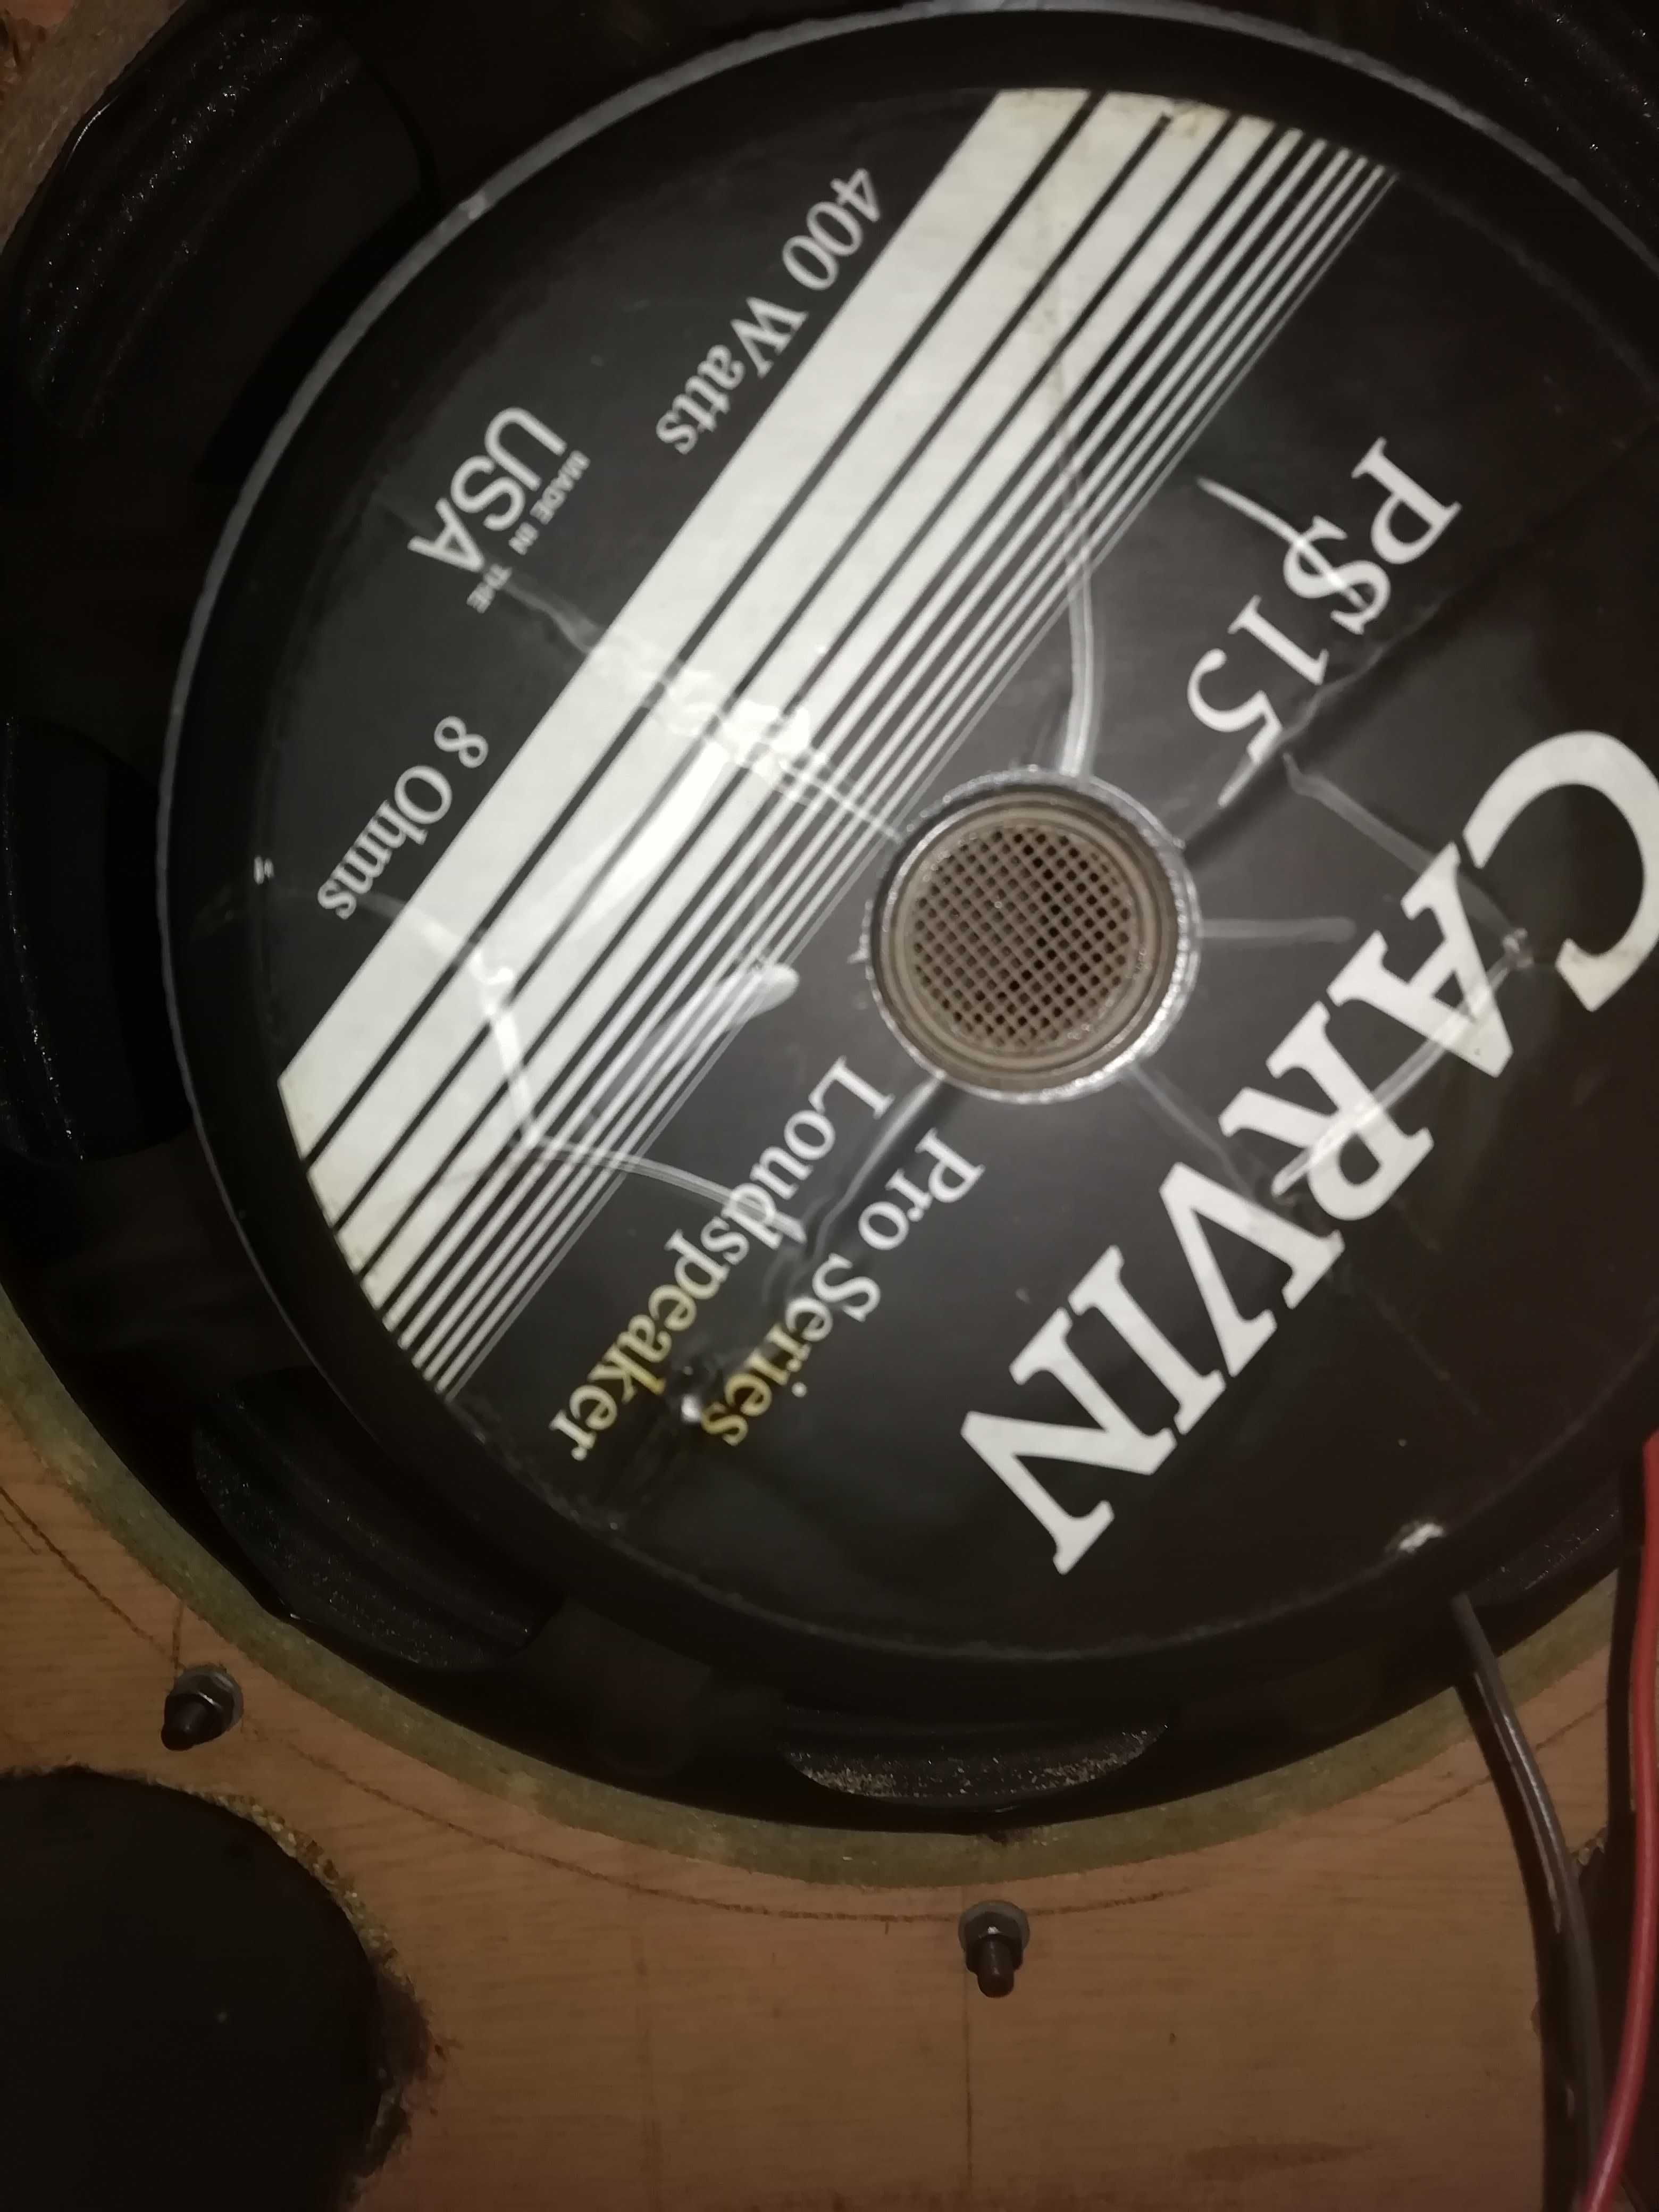 CARVIN
PS15
Pro Series
Loudspeaker
400 Watts
MADE IN THE
USA
8 Ohms